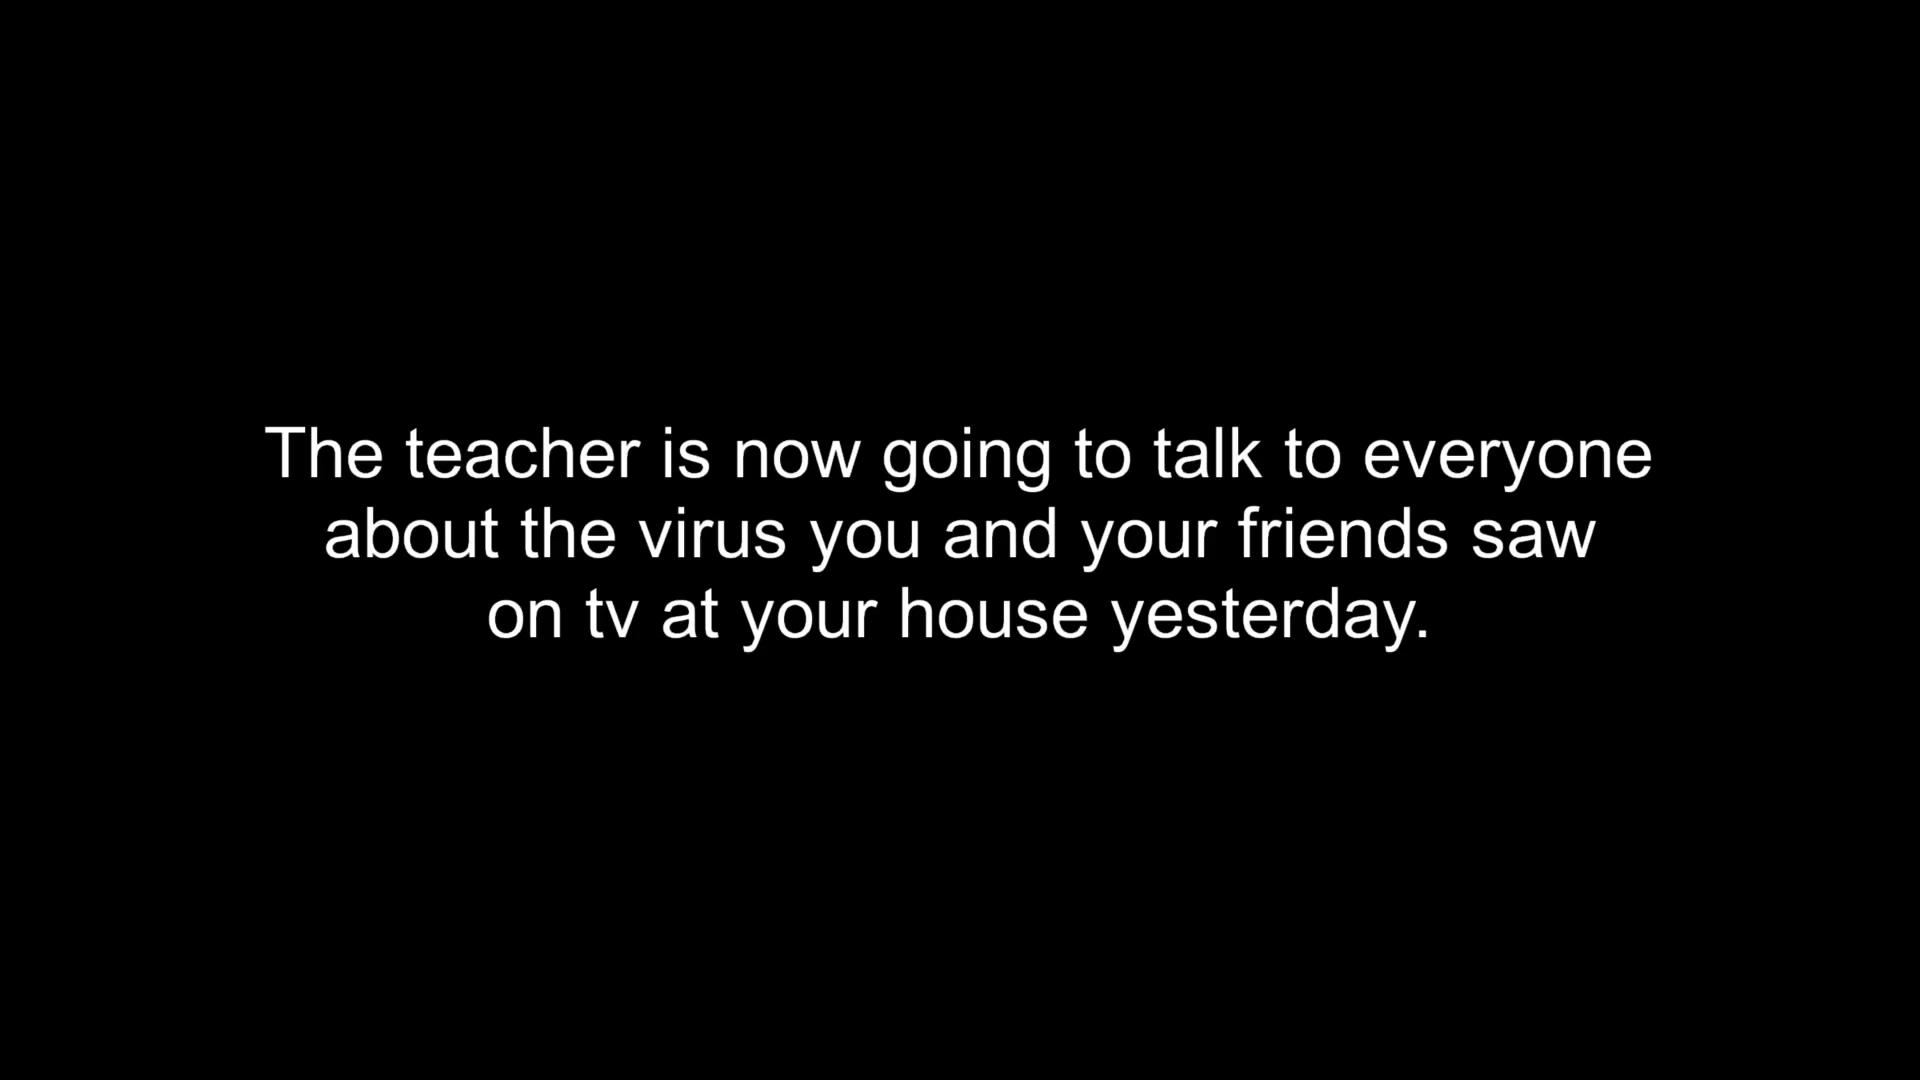 The teacher is now going to talk to everyone
about the virus you and your friends saw
on tv at your house yesterday.